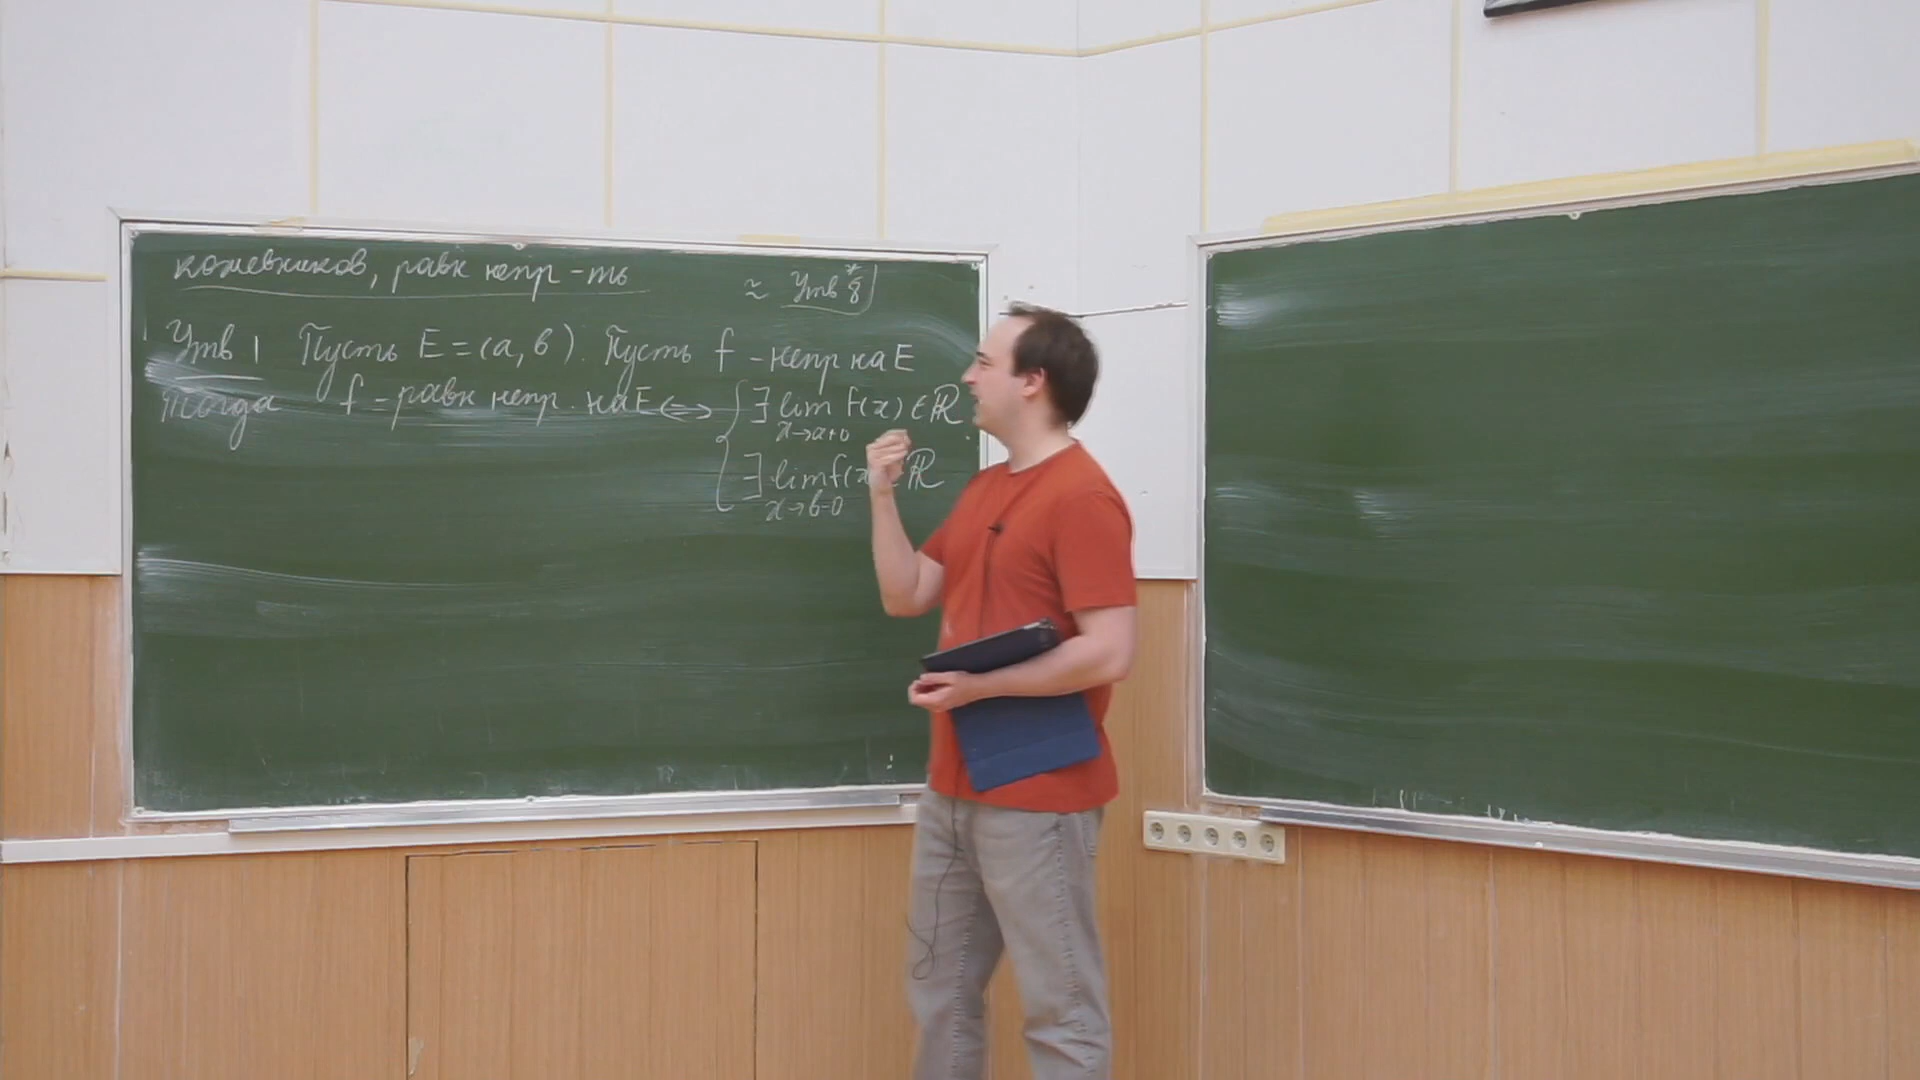 кожевников, равн непр-ть
≈ Утв 8*
Утв 1 Пусть E = (a, b). Пусть f - непр на E
Тогда f - равн непр. на E <=> { ∃ lim f(x) ∈ ℝ
x→a+0
∃ lim f(x) ∈ ℝ
x→b-0